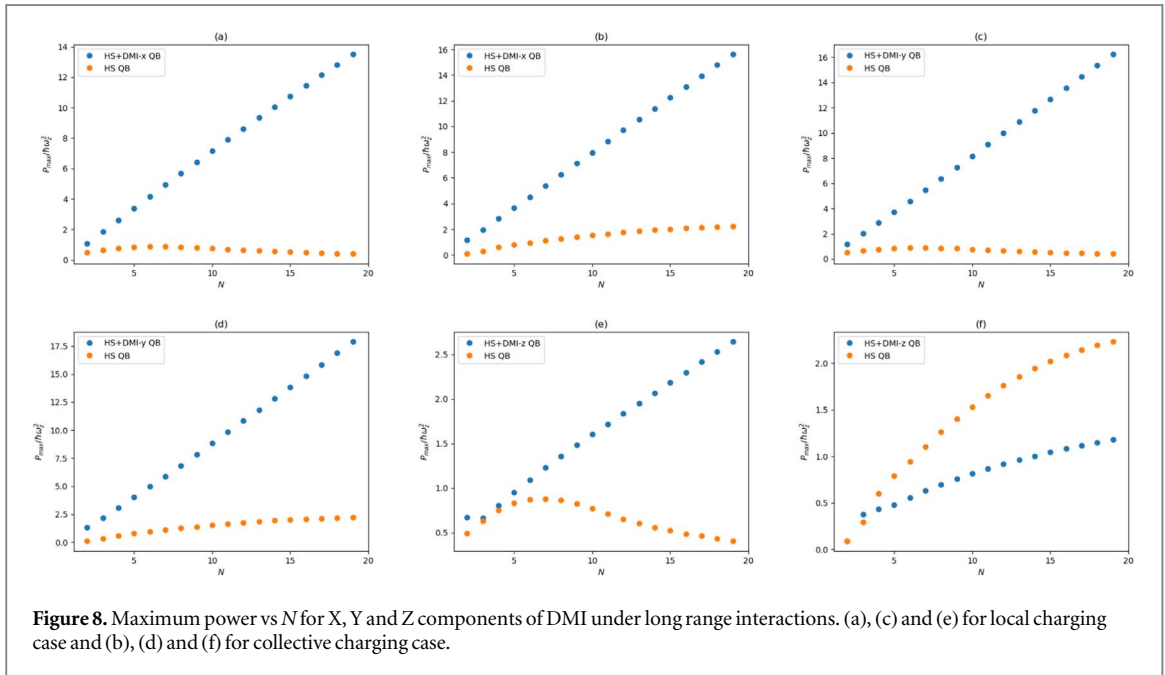 (a)
HS+DMI-x QB
HS QB
14
12
10
8
6
4
2
0
P_max/ħω_z^2
5
10
15
20
N
(b)
HS+DMI-x QB
HS QB
16
14
12
10
8
6
4
2
0
P_max/ħω_z^2
5
10
15
20
N
(c)
HS+DMI-y QB
HS QB
16
14
12
10
8
6
4
2
0
P_max/ħω_z^2
5
10
15
20
N
(d)
HS+DMI-y QB
HS QB
17.5
15.0
12.5
10.0
7.5
5.0
2.5
0.0
P_max/ħω_z^2
5
10
15
20
N
(e)
HS+DMI-z QB
HS QB
2.5
2.0
1.5
1.0
0.5
P_max/ħω_z^2
5
10
15
20
N
(f)
HS+DMI-z QB
HS QB
2.0
1.5
1.0
0.5
0.0
P_max/ħω_z^2
5
10
15
20
N
Figure 8. Maximum power vs N for X, Y and Z components of DMI under long range interactions. (a), (c) and (e) for local charging
case and (b), (d) and (f) for collective charging case.